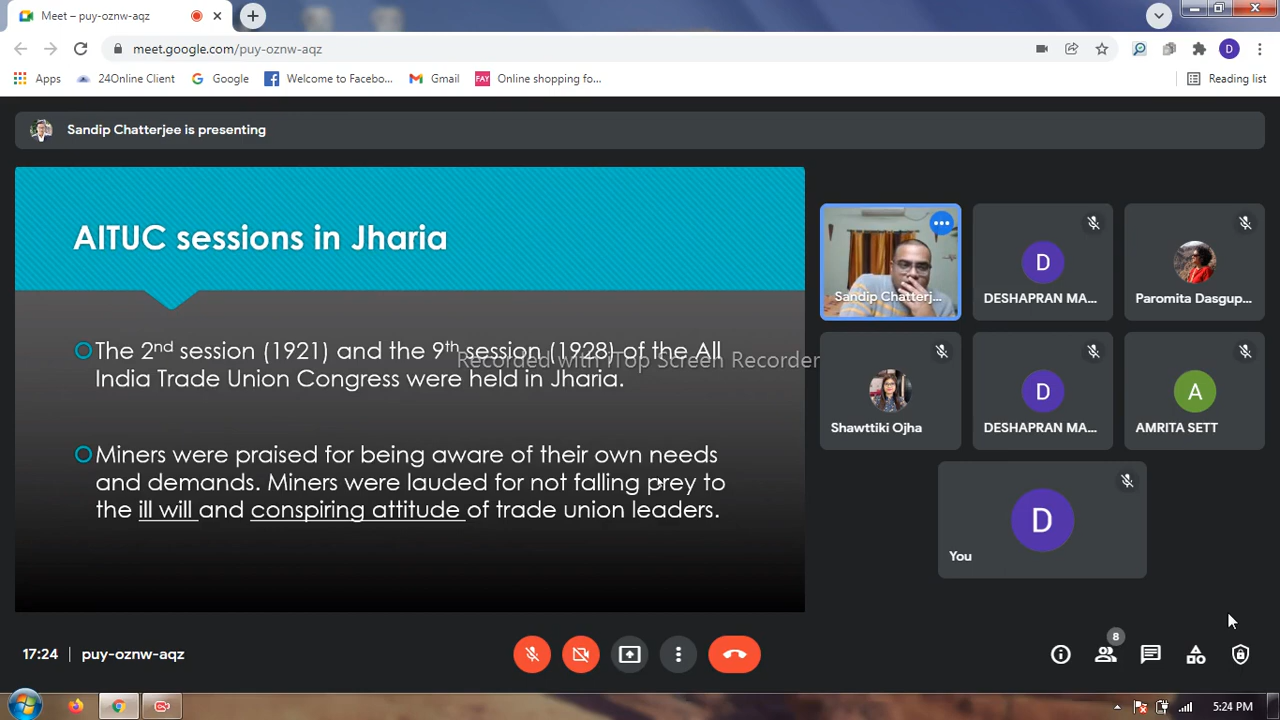 Meet – puy-oznw-aqz
meet.google.com/puy-oznw-aqz
D
Apps
24Online Client
Google
Welcome to Facebo...
Gmail
FAY
Online shopping fo...
Reading list
Sandip Chatterjee is presenting
AITUC sessions in Jharia
The 2nd session (1921) and the 9th session (1928) of the All
India Trade Union Congress were held in Jharia.
Recorded with iTop Screen Recorder
Miners were praised for being aware of their own needs
and demands. Miners were lauded for not falling prey to
the ill will and conspiring attitude of trade union leaders.
Sandip Chatterj...
D
DESHAPRAN MA...
Paromita Dasgup...
Shawttiki Ojha
D
DESHAPRAN MA...
A
AMRITA SETT
D
You
17:24 | puy-oznw-aqz
8
5:24 PM